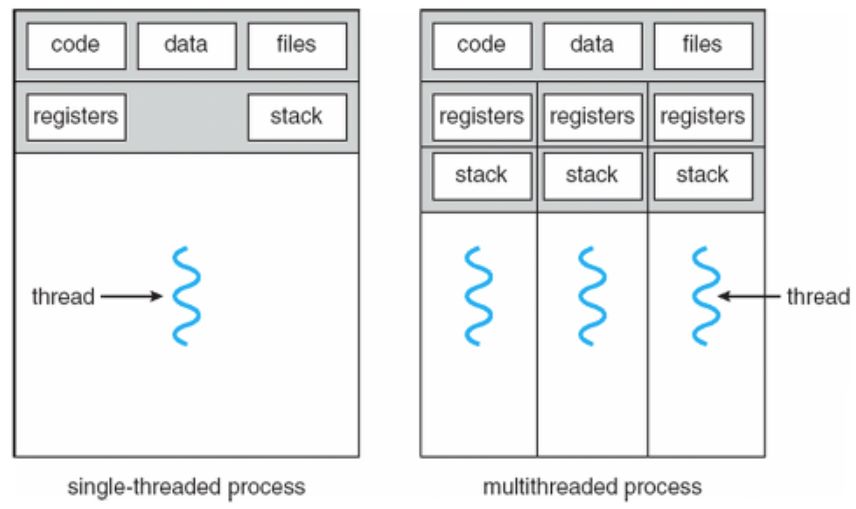 code data files code data files
registers stack registers registers registers
stack stack stack
thread thread
single-threaded process multithreaded process